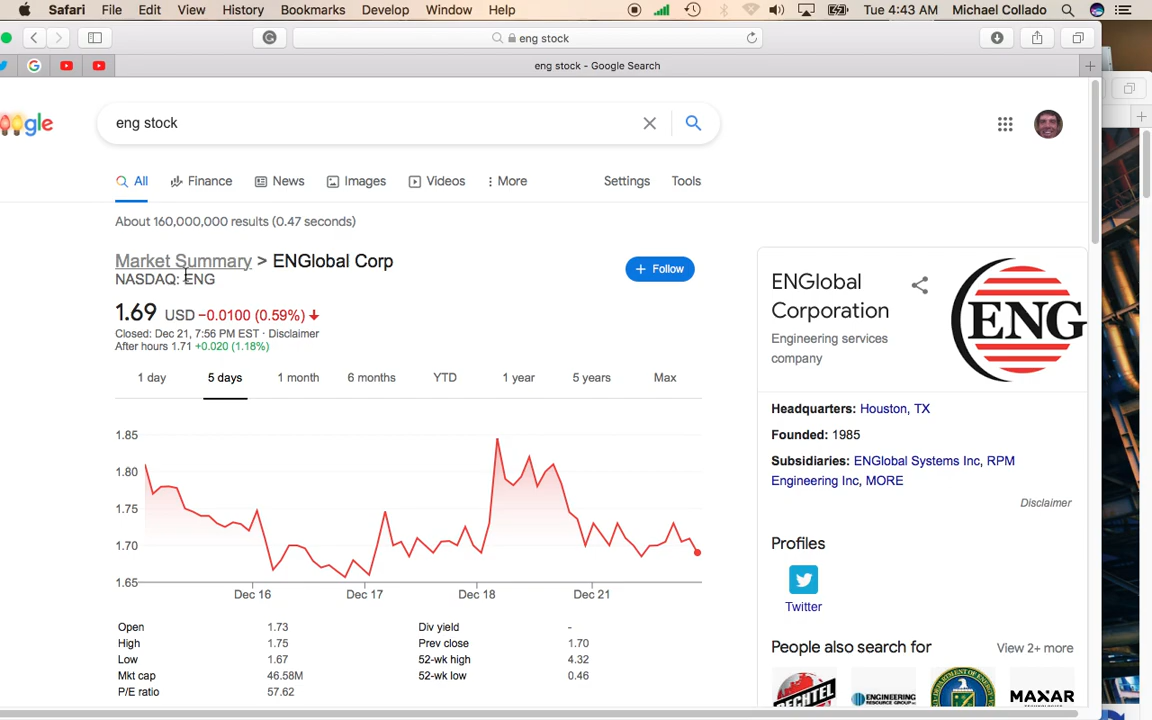 Safari File Edit View History Bookmarks Develop Window Help Tue 4:43 AM Michael Collado
eng stock
eng stock - Google Search
gle
eng stock
All Finance News Images Videos More Settings Tools
About 160,000,000 results (0.47 seconds)
Market Summary > ENGlobal Corp
NASDAQ: ENG
+ Follow
1.69 USD −0.0100 (0.59%)
Closed: Dec 21, 7:56 PM EST · Disclaimer
After hours 1.71 +0.020 (1.18%)
1 day 5 days 1 month 6 months YTD 1 year 5 years Max
1.85
1.80
1.75
1.70
1.65
Dec 16 Dec 17 Dec 18 Dec 21
Open 1.73 Div yield -
High 1.75 Prev close 1.70
Low 1.67 52-wk high 4.32
Mkt cap 46.58M 52-wk low 0.46
P/E ratio 57.62
ENGlobal
Corporation
Engineering services
company
ENG
Headquarters: Houston, TX
Founded: 1985
Subsidiaries: ENGlobal Systems Inc, RPM
Engineering Inc, MORE
Disclaimer
Profiles
Twitter
People also search for View 2+ more
BECHTEL
ENGINEERING
MAXAR